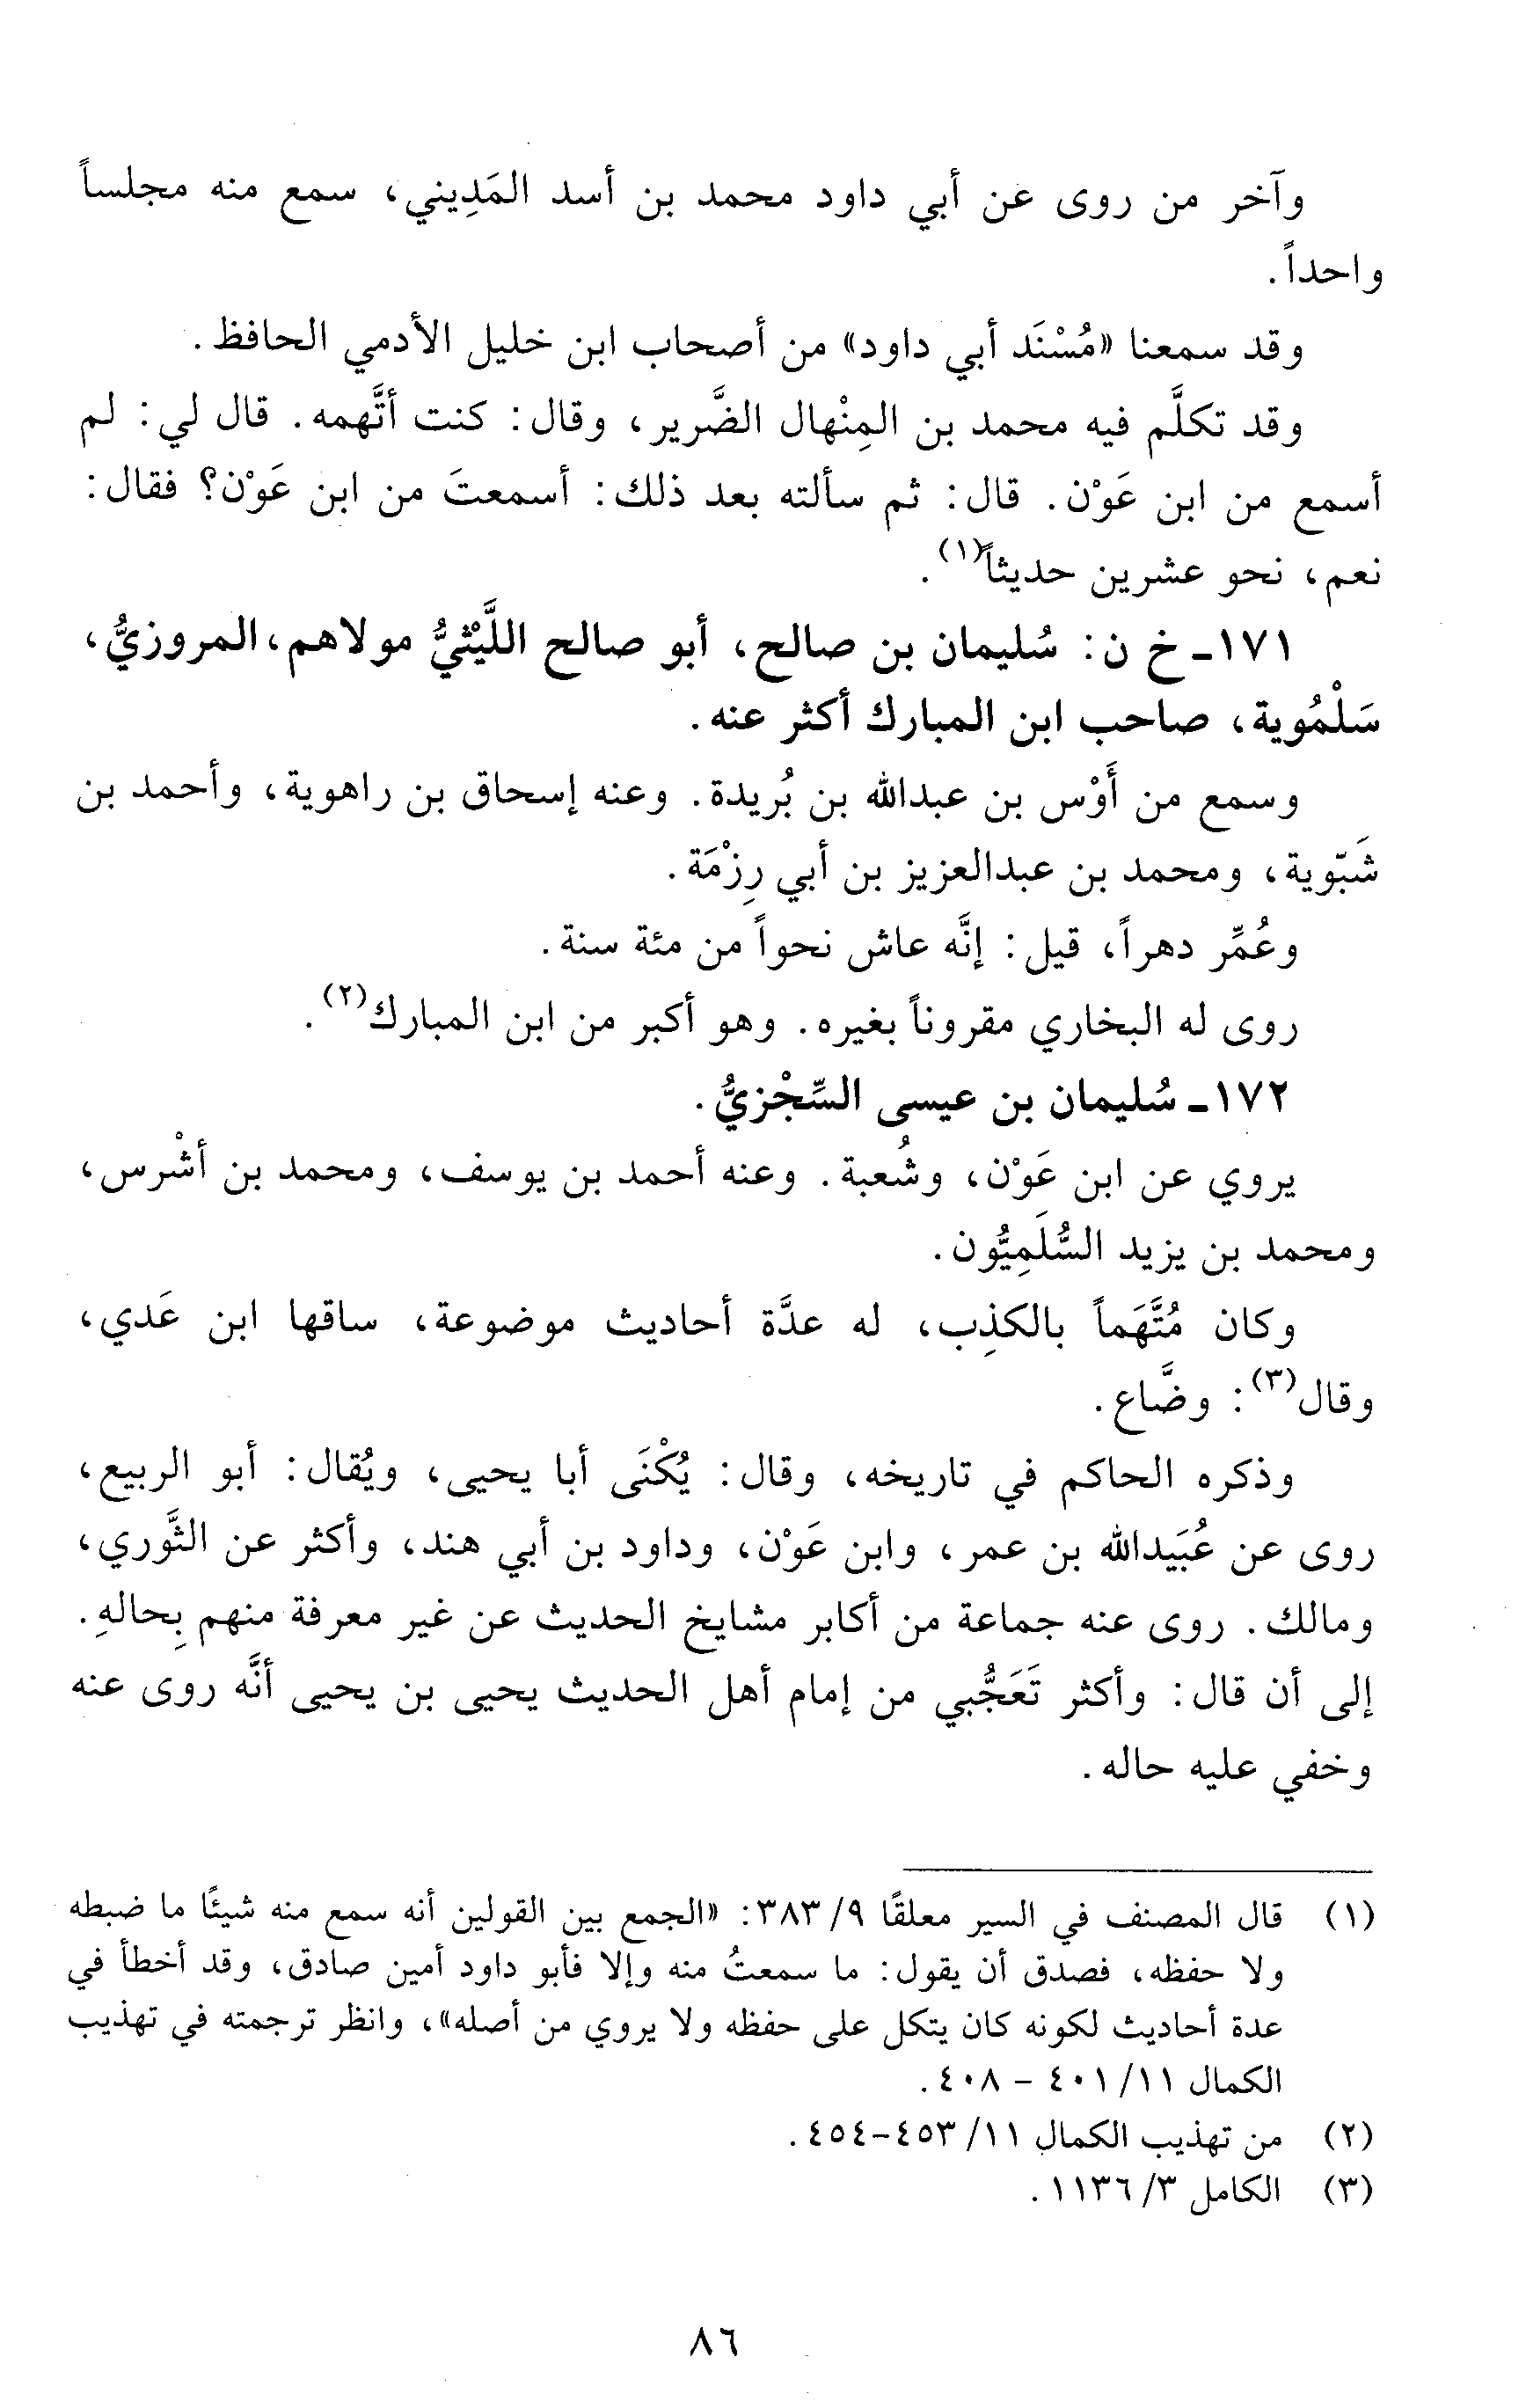 وآخر من روى عن أبي داود محمد بن أسد المَدِيني، سمع منه مجلساً
واحداً.
وقد سمعنا «مُسْنَد أبي داود» من أصحاب ابن خليل الأدمي الحافظ.
وقد تكلَّم فيه محمد بن المِنْهال الضَّرير، وقال: كنت أتَّهمه. قال لي: لم
أسمع من ابن عَوْن. قال: ثم سألته بعد ذلك: أسمعتَ من ابن عَوْن؟ فقال:
نعم، نحو عشرين حديثاً(١).
١٧١ـ خ ن: سُليمان بن صالح، أبو صالح اللَّيْثيُّ مولاهم، المروزيُّ،
سَلْمُوية، صاحب ابن المبارك أكثر عنه.
وسمع من أَوْس بن عبدالله بن بُريدة. وعنه إسحاق بن راهوية، وأحمد بن
شَبّوية، ومحمد بن عبدالعزيز بن أبي رِزْمَة.
وعُمِّر دهراً، قيل: إنَّه عاش نحواً من مئة سنة.
روى له البخاري مقروناً بغيره. وهو أكبر من ابن المبارك(٢).
١٧٢ـ سُليمان بن عيسى السِّجْزيُّ.
يروي عن ابن عَوْن، وشُعبة. وعنه أحمد بن يوسف، ومحمد بن أشْرس،
ومحمد بن يزيد السُّلَمِيُّون.
وكان مُتَّهَماً بالكذِب، له عدَّة أحاديث موضوعة، ساقها ابن عَدي،
وقال(٣): وضَّاع.
وذكره الحاكم في تاريخه، وقال: يُكْنَى أبا يحيى، ويُقال: أبو الربيع،
روى عن عُبَيدالله بن عمر، وابن عَوْن، وداود بن أبي هند، وأكثر عن الثَّوري،
ومالك. روى عنه جماعة من أكابر مشايخ الحديث عن غير معرفة منهم بِحالهِ.
إلى أن قال: وأكثر تَعَجُّبي من إمام أهل الحديث يحيى بن يحيى أنَّه روى عنه
وخفي عليه حاله.
(١) قال المصنف في السير معلقًا ٩/ ٣٨٣: «الجمع بين القولين أنه سمع منه شيئًا ما ضبطه
ولا حفظه، فصدق أن يقول: ما سمعتُ منه وإلا فأبو داود أمين صادق، وقد أخطأ في
عدة أحاديث لكونه كان يتكل على حفظه ولا يروي من أصله»، وانظر ترجمته في تهذيب
الكمال ١١/ ٤٠١ - ٤٠٨.
(٢) من تهذيب الكمال ١١/ ٤٥٣-٤٥٤.
(٣) الكامل ٣/ ١١٣٦.
٨٦